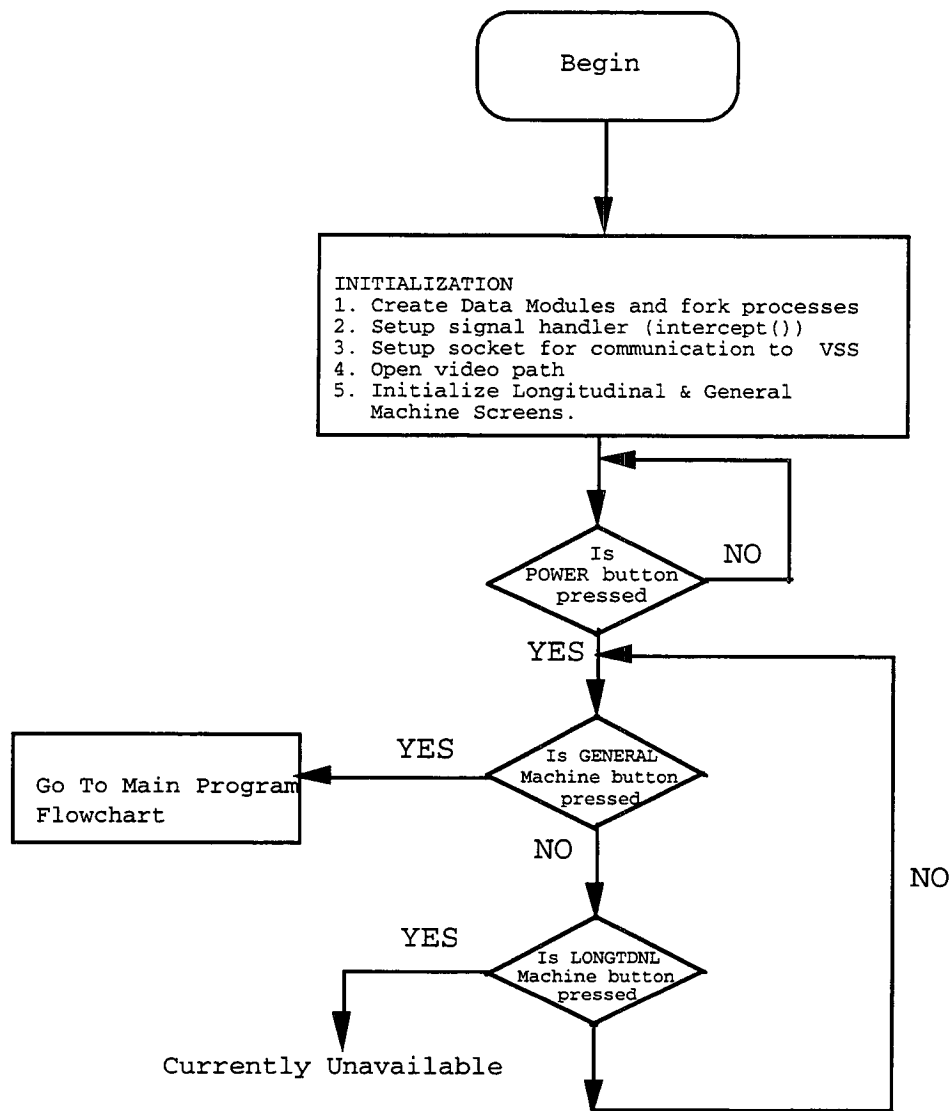 Begin
INITIALIZATION
1. Create Data Modules and fork processes
2. Setup signal handler (intercept())
3. Setup socket for communication to VSS
4. Open video path
5. Initialize Longitudinal & General
Machine Screens.
Is
POWER button
pressed
NO
YES
Is GENERAL
Machine button
pressed
YES
Go To Main Program
Flowchart
NO
NO
Is LONGTDNL
Machine button
pressed
YES
Currently Unavailable